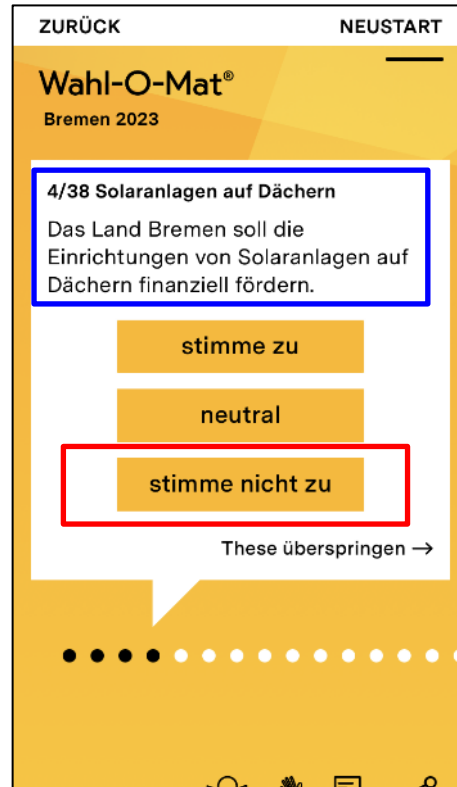 ZURÜCK NEUSTART
Wahl-O-Mat®
Bremen 2023
4/38 Solaranlagen auf Dächern
Das Land Bremen soll die
Einrichtungen von Solaranlagen auf
Dächern finanziell fördern.
stimme zu
neutral
stimme nicht zu
These überspringen →